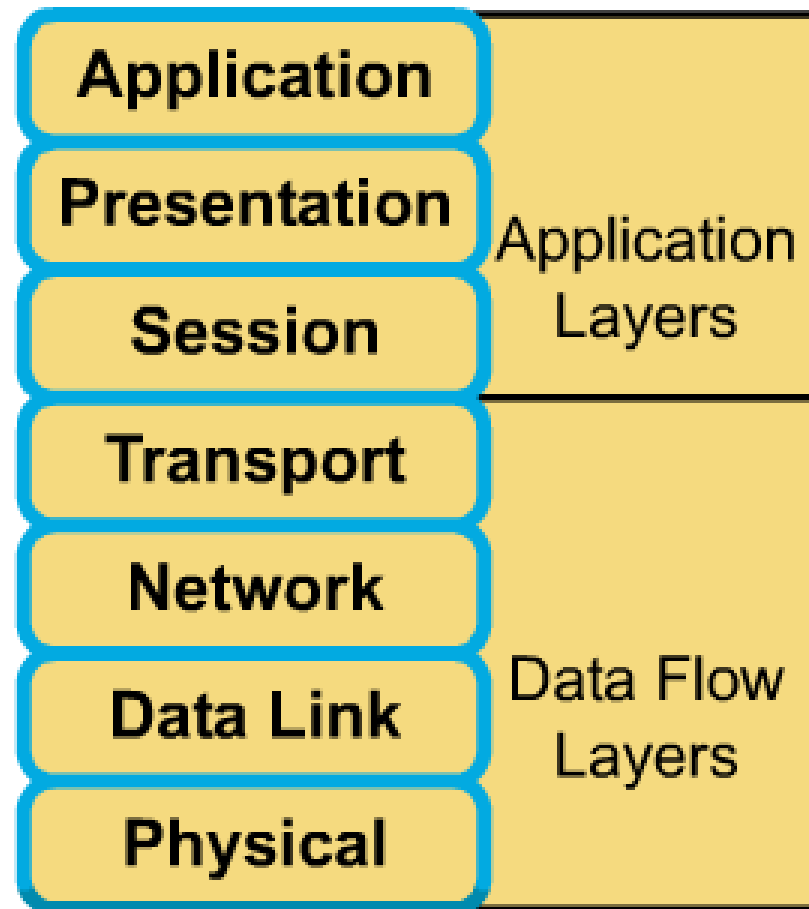 Application
Presentation
Session
Transport
Network
Data Link
Physical
Application
Layers
Data Flow
Layers